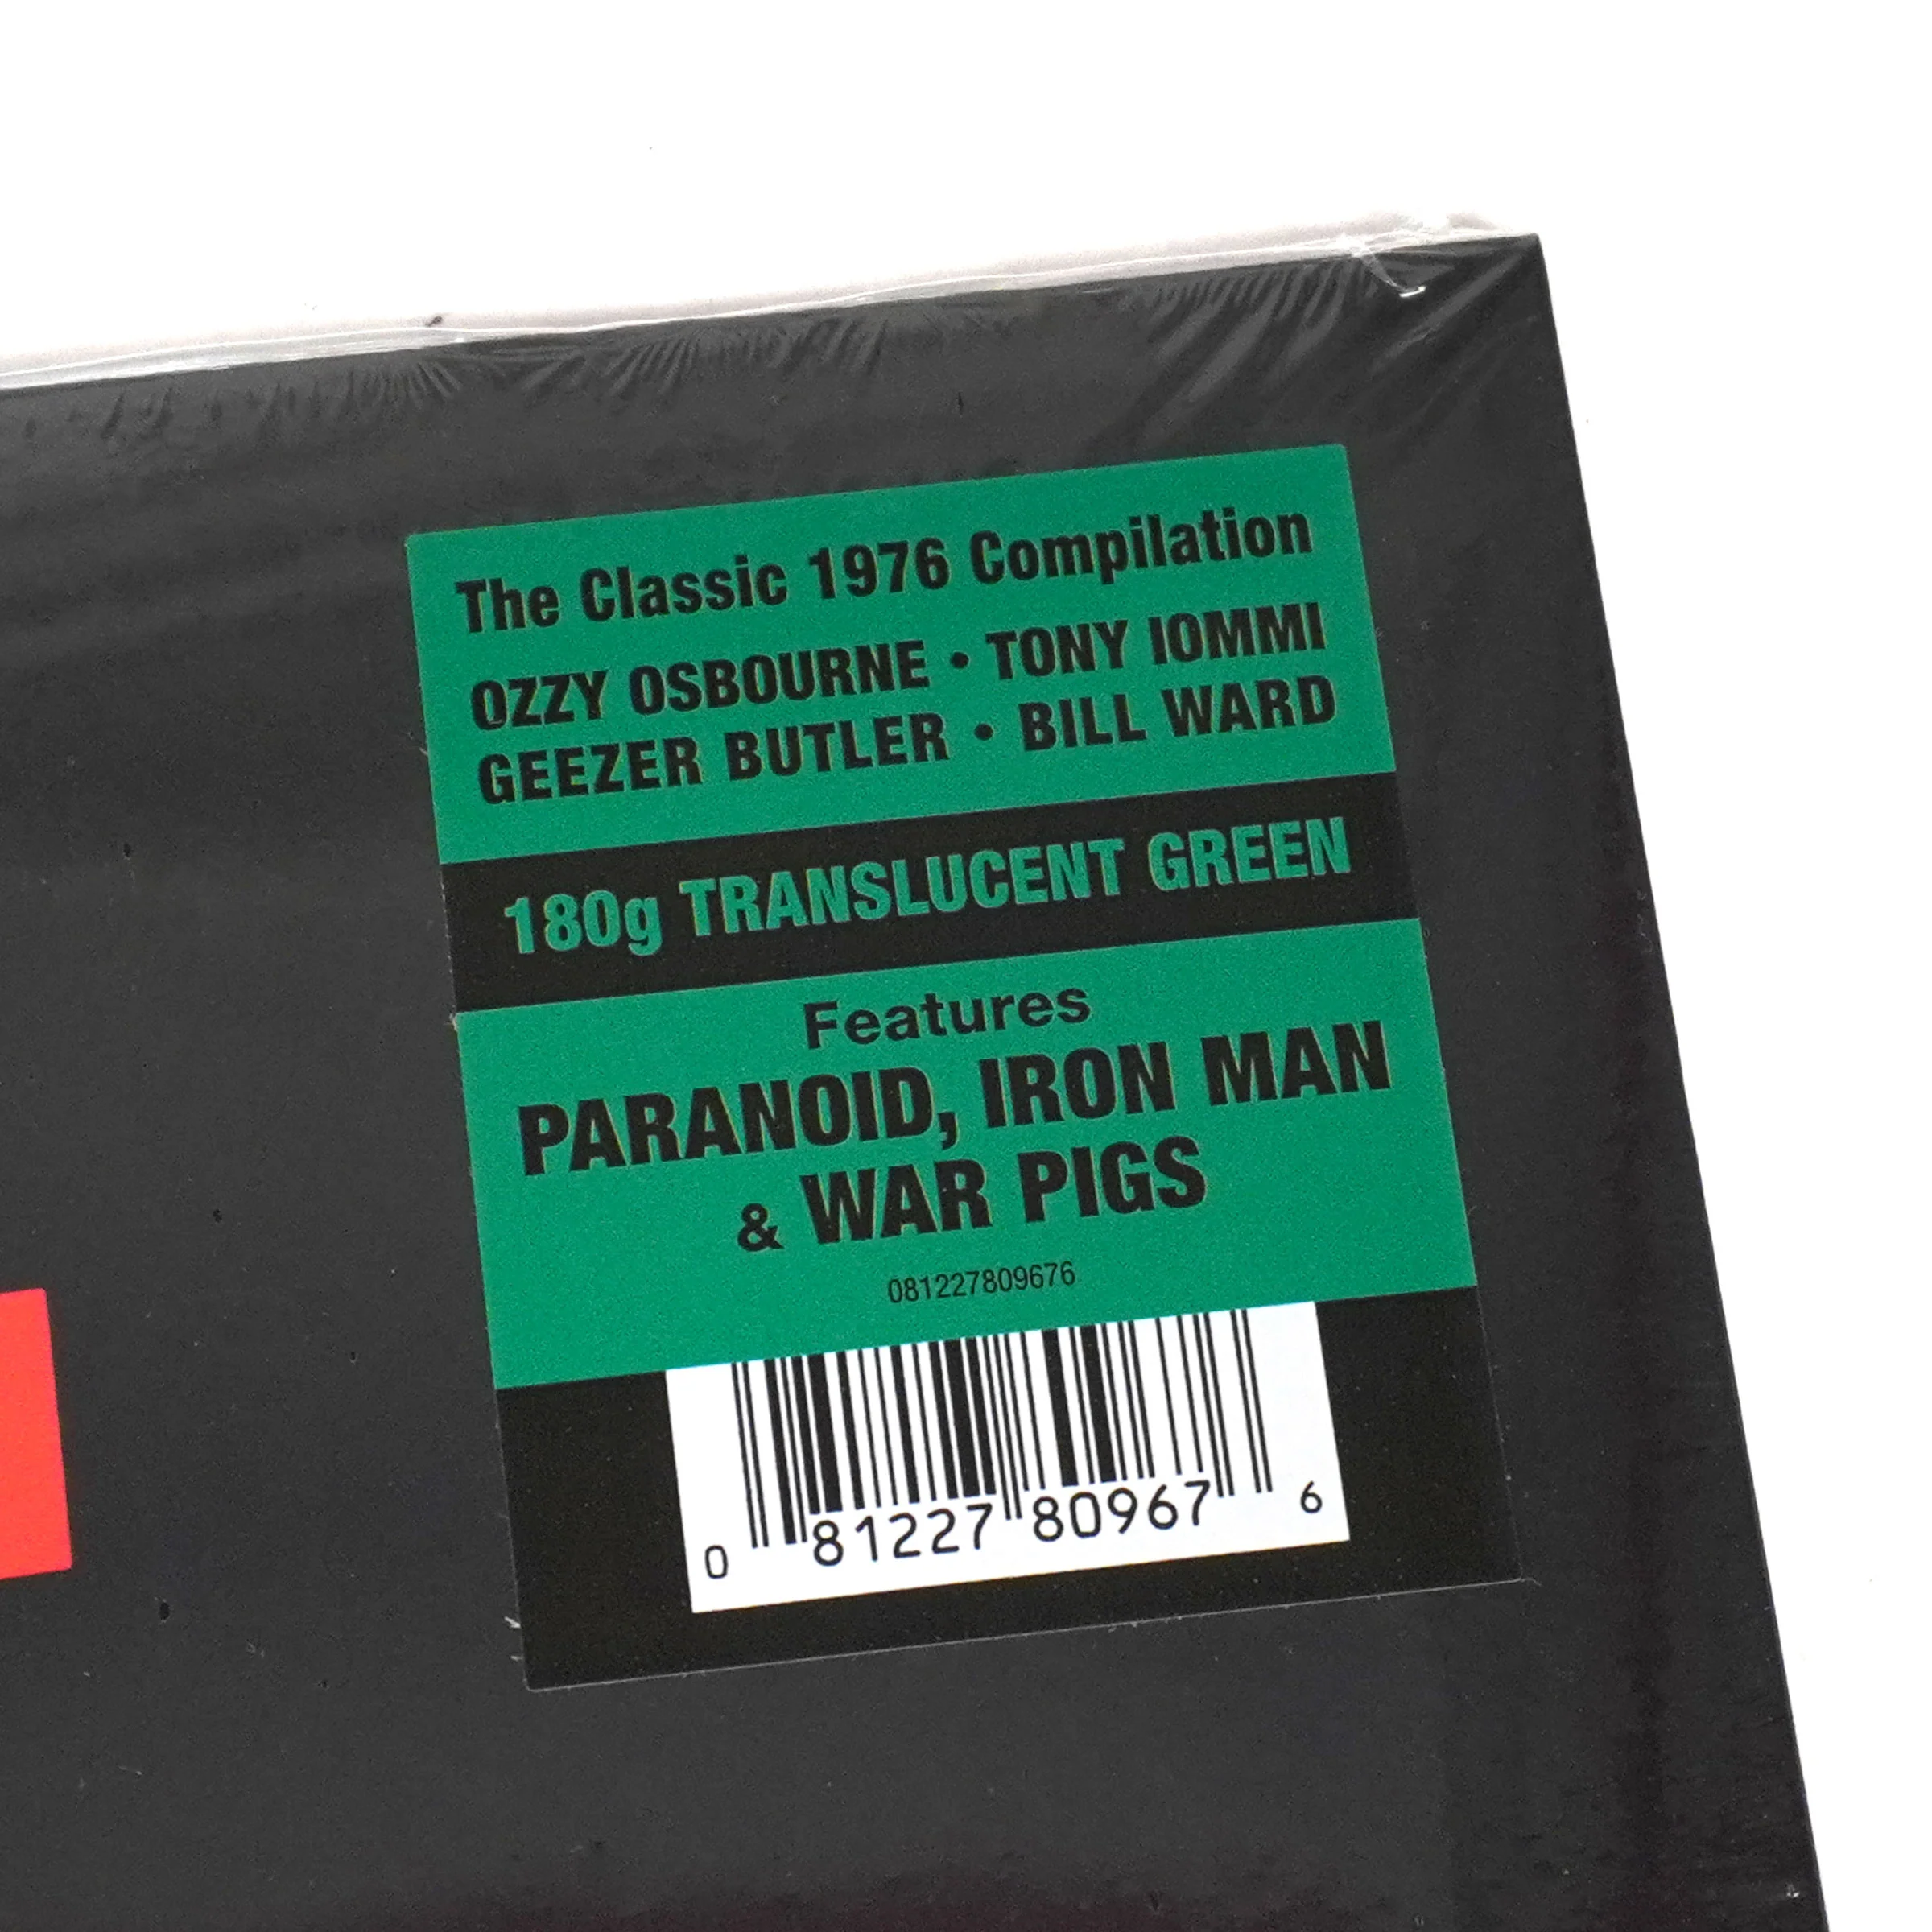 The Classic 1976 Compilation
OZZY OSBOURNE • TONY IOMMI
GEEZER BUTLER • BILL WARD
180g TRANSLUCENT GREEN
Features
PARANOID, IRON MAN
& WAR PIGS
081227809676
0 81227 80967 6